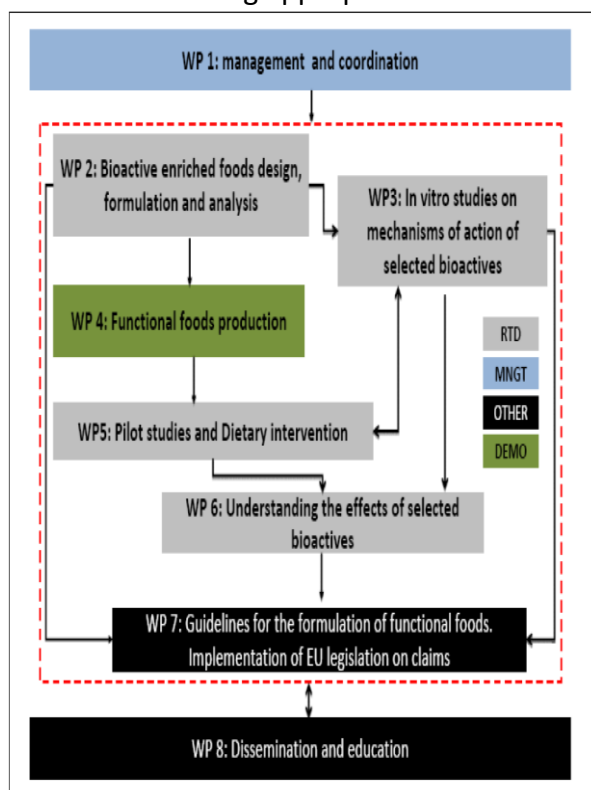 WP 1: management and coordination
WP 2: Bioactive enriched foods design,
formulation and analysis
WP3: In vitro studies on
mechanisms of action of
selected bioactives
WP 4: Functional foods production
RTD
MNGT
OTHER
DEMO
WP5: Pilot studies and Dietary intervention
WP 6: Understanding the effects of selected
bioactives
WP 7: Guidelines for the formulation of functional foods.
Implementation of EU legislation on claims
WP 8: Dissemination and education